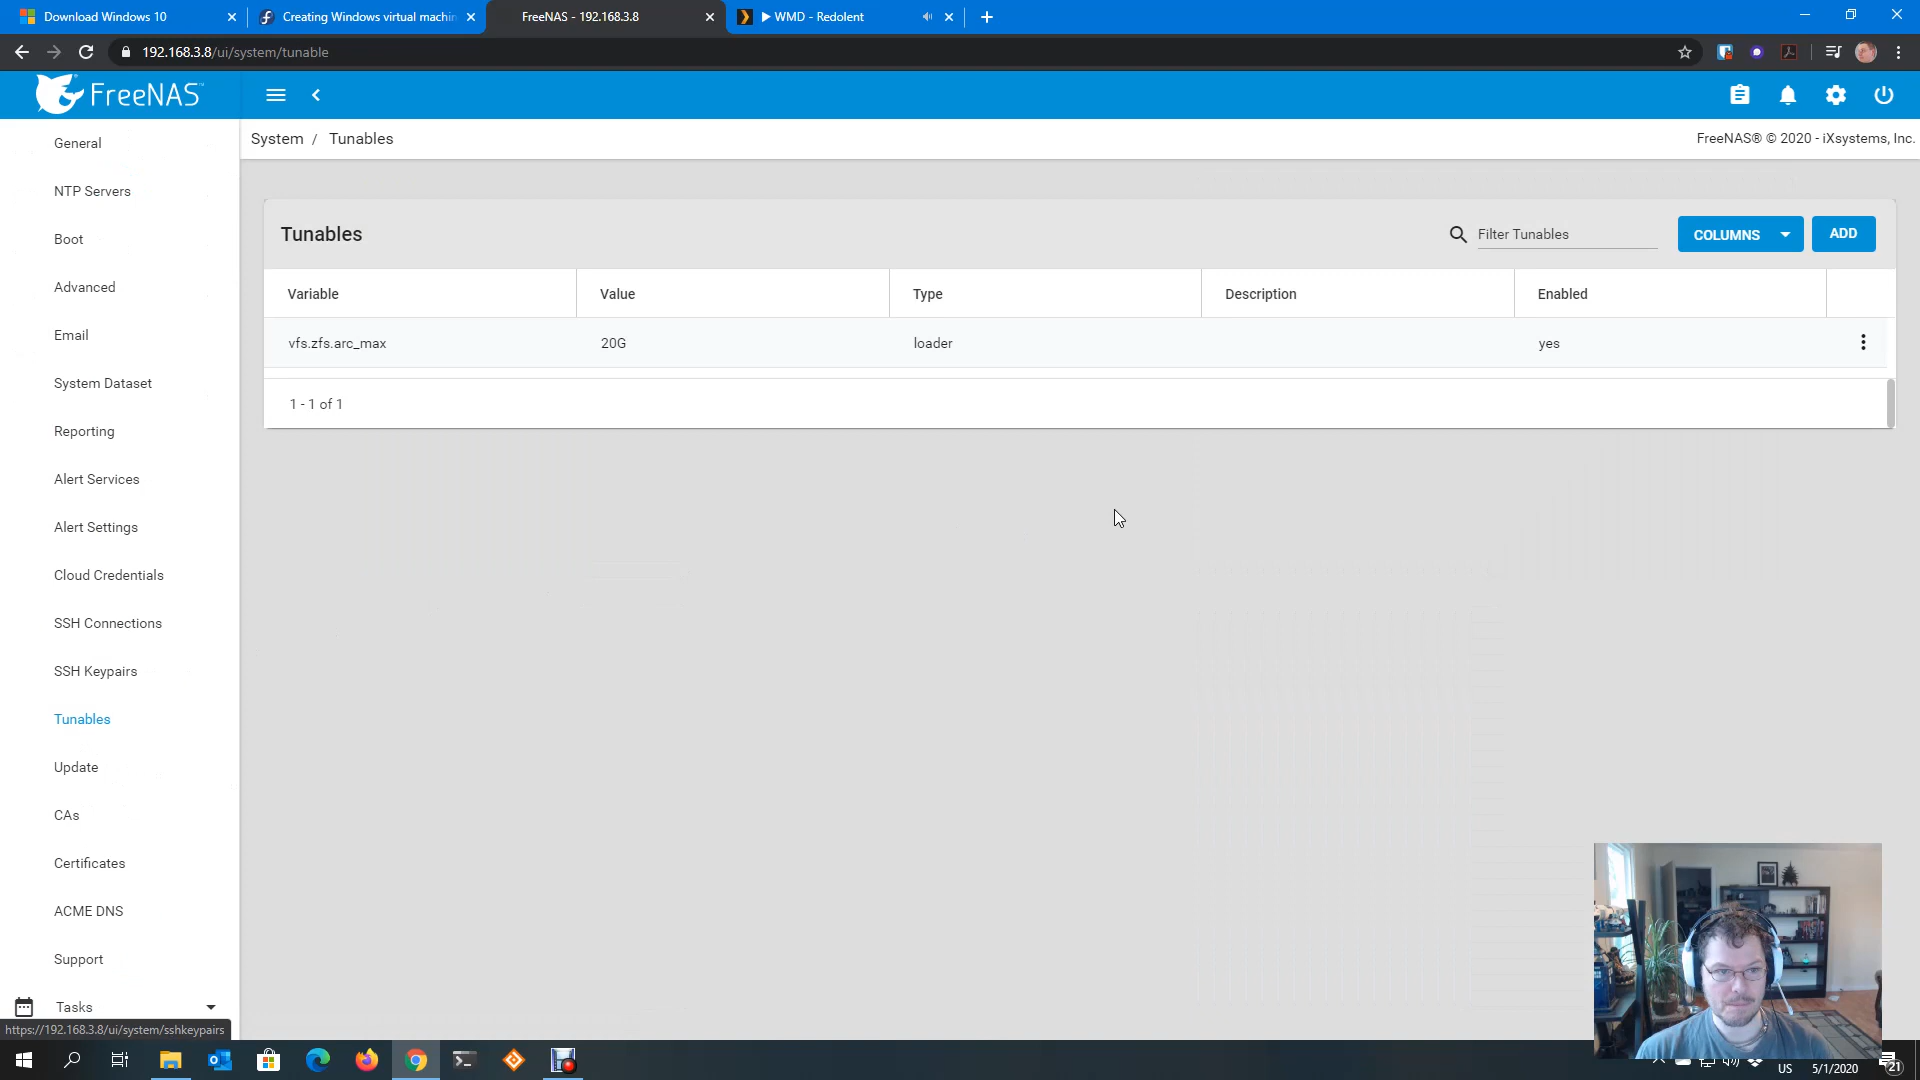 Download Windows 10
Creating Windows virtual machin
FreeNAS - 192.168.3.8
WMD - Redolent
192.168.3.8/ui/system/tunable
FreeNAS™
System / Tunables
FreeNAS® © 2020 - iXsystems, Inc.
General
NTP Servers
Boot
Advanced
Email
System Dataset
Reporting
Alert Services
Alert Settings
Cloud Credentials
SSH Connections
SSH Keypairs
Tunables
Update
CAs
Certificates
ACME DNS
Support
Tasks
Tunables
Filter Tunables
COLUMNS
ADD
Variable Value Type Description Enabled
vfs.zfs.arc_max 20G loader yes
1 - 1 of 1
https://192.168.3.8/ui/system/sshkeypairs
US
5/1/2020
21